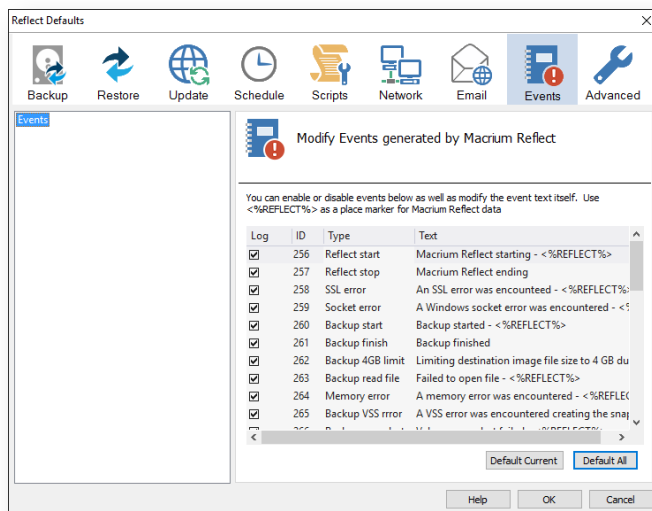 Reflect Defaults
Backup Restore Update Schedule Scripts Network Email Events Advanced
Events
Modify Events generated by Macrium Reflect
You can enable or disable events below as well as modify the event text itself. Use
<%REFLECT%> as a place marker for Macrium Reflect data
Log ID Type Text
256 Reflect start Macrium Reflect starting - <%REFLECT%>
257 Reflect stop Macrium Reflect ending
258 SSL error An SSL error was encounteed - <%REFLECT%>
259 Socket error A Windows socket error was encountered - <%
260 Backup start Backup started - <%REFLECT%>
261 Backup finish Backup finished
262 Backup 4GB limit Limiting destination image file size to 4 GB du
263 Backup read file Failed to open file - <%REFLECT%>
264 Memory error A memory error was encountered - <%REFLEC
265 Backup VSS rrror A VSS error was encountered creating the snap
Default Current Default All
Help OK Cancel